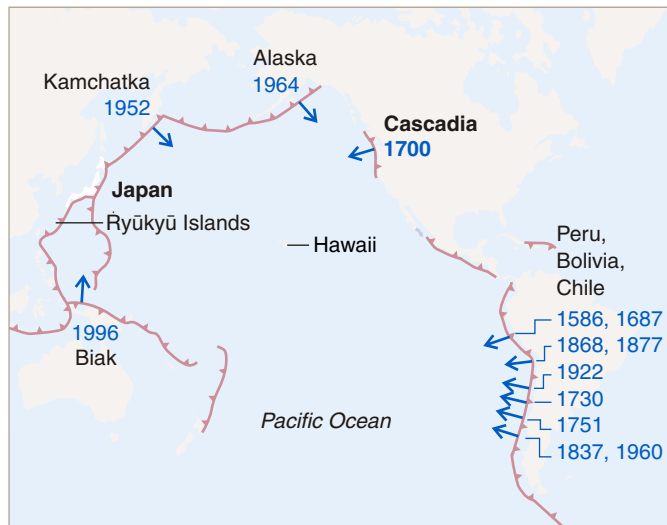 Alaska
1964
Kamchatka
1952
Cascadia
1700
Japan
Ryūkyū Islands
Hawaii
Peru,
Bolivia,
Chile
1586, 1687
1868, 1877
1922
1730
1751
1837, 1960
1996
Biak
Pacific Ocean